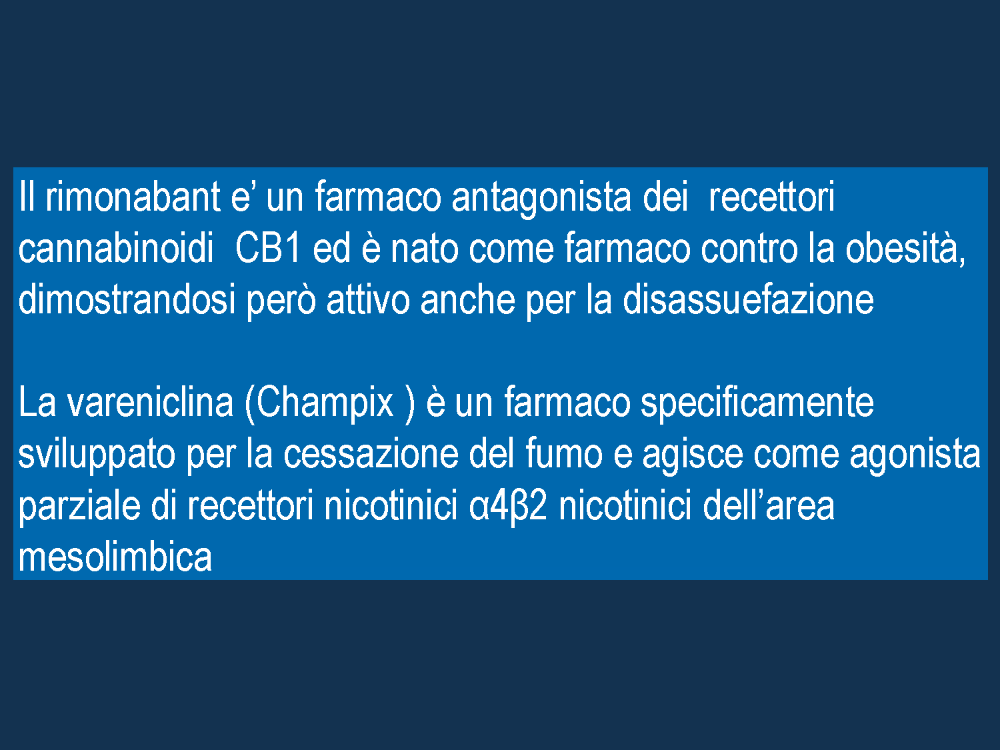 Il rimonabant e’ un farmaco antagonista dei recettori
cannabinoidi CB1 ed è nato come farmaco contro la obesità,
dimostrandosi però attivo anche per la disassuefazione
La vareniclina (Champix ) è un farmaco specificamente
sviluppato per la cessazione del fumo e agisce come agonista
parziale di recettori nicotinici α4β2 nicotinici dell’area
mesolimbica